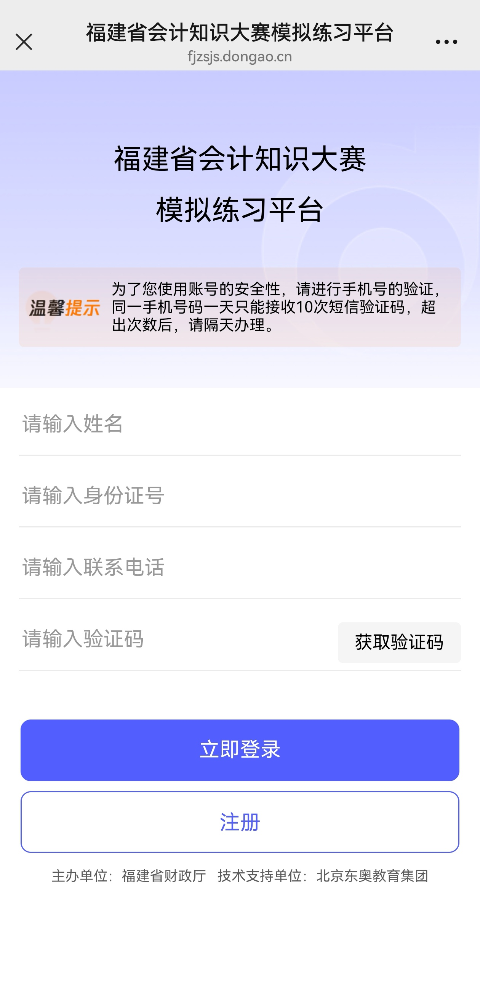 福建省会计知识大赛模拟练习平台
fjzsjs.dongao.cn
福建省会计知识大赛
模拟练习平台
温馨提示
为了您使用账号的安全性，请进行手机号的验证，
同一手机号码一天只能接收10次短信验证码，超
出次数后，请隔天办理。
请输入姓名
请输入身份证号
请输入联系电话
请输入验证码
获取验证码
立即登录
注册
主办单位：福建省财政厅 技术支持单位：北京东奥教育集团